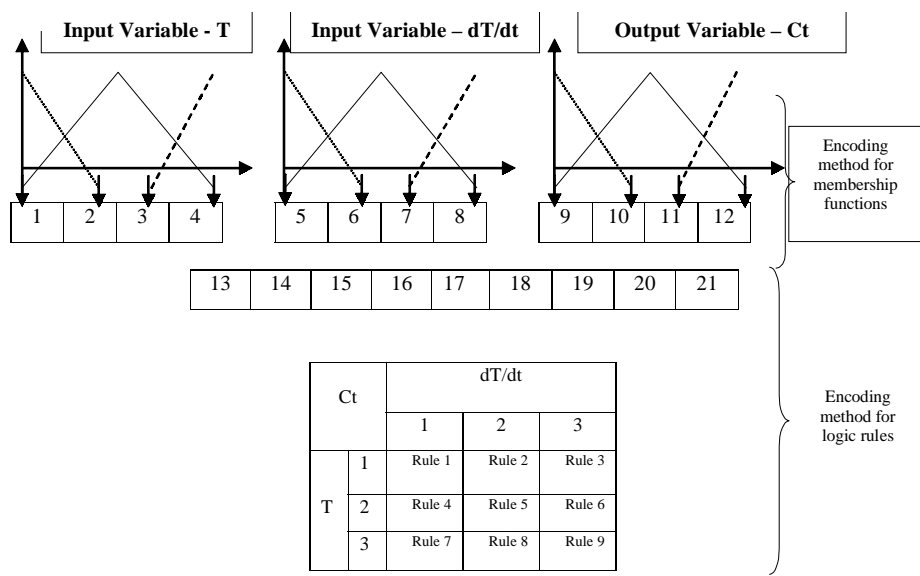 Input Variable - T
Input Variable – dT/dt
Output Variable – Ct
Encoding
method for
membership
functions
1 2 3 4
5 6 7 8
9 10 11 12
13 14 15 16 17 18 19 20 21
Ct
dT/dt
1 2 3
T
1 Rule 1 Rule 2 Rule 3
2 Rule 4 Rule 5 Rule 6
3 Rule 7 Rule 8 Rule 9
Encoding
method for
logic rules